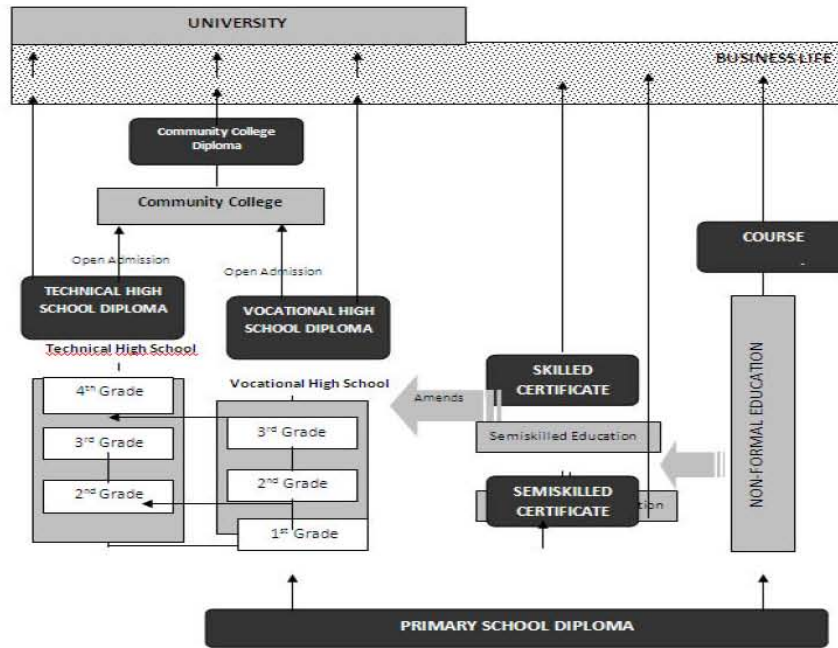 UNIVERSITY
BUSINESS LIFE
Community College
Diploma
Community College
COURSE
Open Admission
Open Admission
TECHNICAL HIGH
SCHOOL DIPLOMA
VOCATIONAL HIGH
SCHOOL DIPLOMA
Technical High School
Vocational High School
SKILLED
CERTIFICATE
Amends
4th Grade
3rd Grade
2nd Grade
3rd Grade
2nd Grade
1st Grade
Semiskilled Education
SEMISKILLED
CERTIFICATE
NON-FORMAL EDUCATION
PRIMARY SCHOOL DIPLOMA